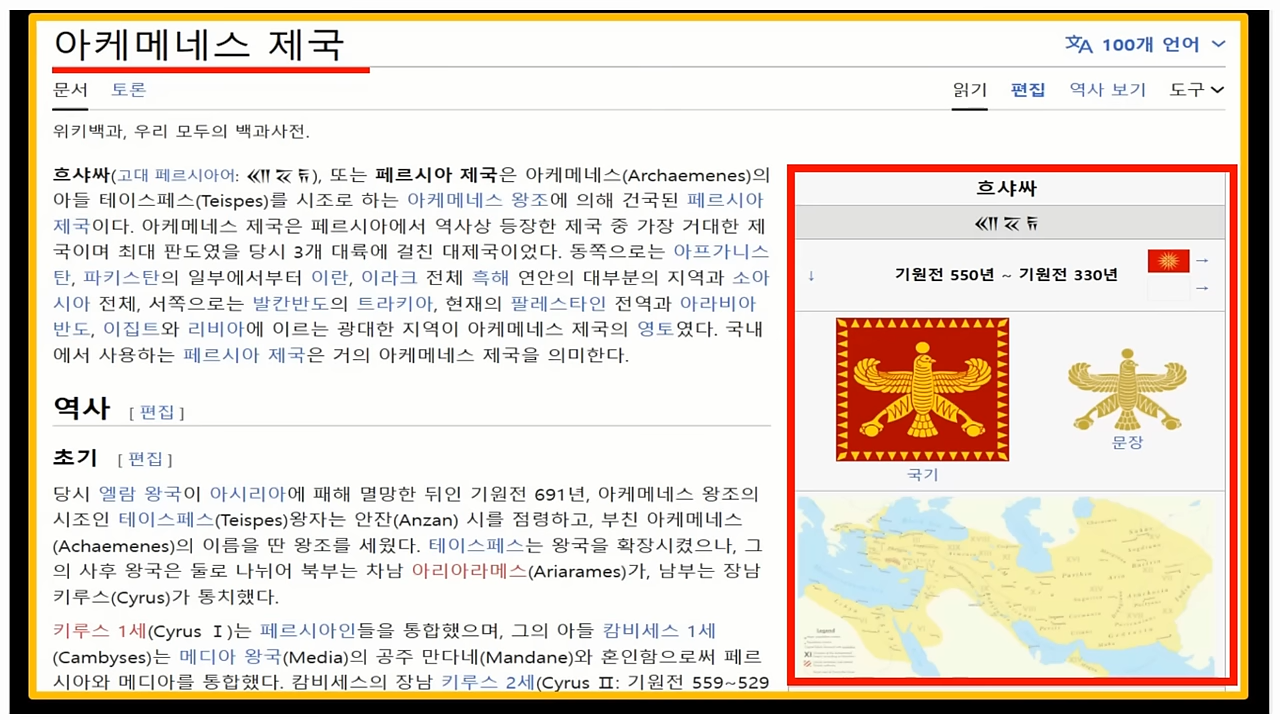 아케메네스 제국
100개 언어
문서 토론
읽기 편집 역사 보기 도구
위키백과, 우리 모두의 백과사전.
흐샤싸(고대 페르시아어: 𐎧𐏁𐏂), 또는 페르시아 제국은 아케메네스(Archaemenes)의
아들 테이스페스(Teispes)를 시조로 하는 아케메네스 왕조에 의해 건국된 페르시아
제국이다. 아케메네스 제국은 페르시아에서 역사상 등장한 제국 중 가장 거대한 제
국이며 최대 판도였을 당시 3개 대륙에 걸친 대제국이었다. 동쪽으로는 아프가니스
탄, 파키스탄의 일부에서부터 이란, 이라크 전체 흑해 연안의 대부분의 지역과 소아
시아 전체, 서쪽으로는 발칸반도의 트라키아, 현재의 팔레스타인 전역과 아라비아
반도, 이집트와 리비아에 이르는 광대한 지역이 아케메네스 제국의 영토였다. 국내
에서 사용하는 페르시아 제국은 거의 아케메네스 제국을 의미한다.
역사 [ 편집 ]
초기 [ 편집 ]
당시 엘람 왕국이 아시리아에 패해 멸망한 뒤인 기원전 691년, 아케메네스 왕조의
시조인 테이스페스(Teispes)왕자는 안잔(Anzan) 시를 점령하고, 부친 아케메네스
(Achaemenes)의 이름을 딴 왕조를 세웠다. 테이스페스는 왕국을 확장시켰으나, 그
의 사후 왕국은 둘로 나뉘어 북부는 차남 아리아라메스(Ariarames)가, 남부는 장남
키루스(Cyrus)가 통치했다.
키루스 1세(Cyrus Ⅰ)는 페르시아인들을 통합했으며, 그의 아들 캄비세스 1세
(Cambyses)는 메디아 왕국(Media)의 공주 만다네(Mandane)와 혼인함으로써 페르
시아와 메디아를 통합했다. 캄비세스의 장남 키루스 2세(Cyrus Ⅱ: 기원전 559~529
흐샤싸
𐎧𐏁𐏂
↓ 기원전 550년 ~ 기원전 330년 →
→
국기
문장
Legend